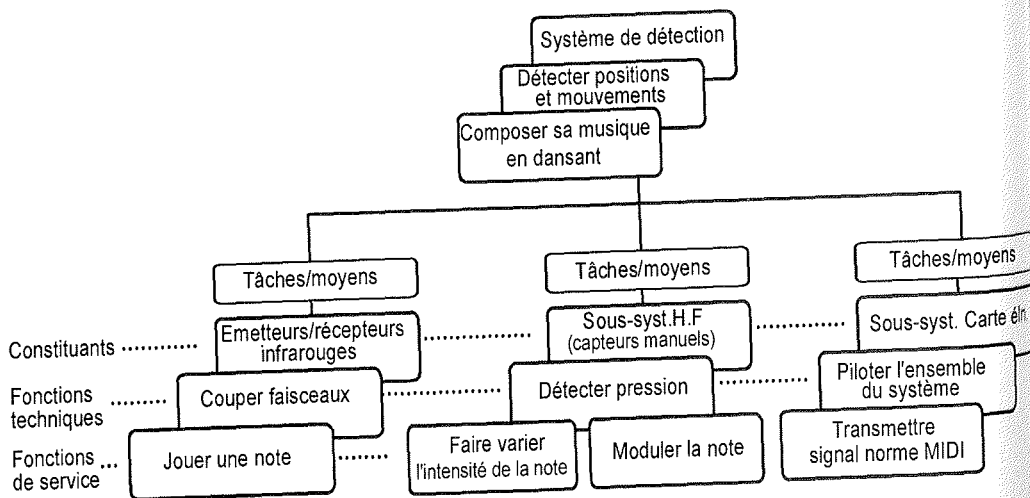 Système de détection
Détecter positions
et mouvements
Composer sa musique
en dansant
Tâches/moyens
Tâches/moyens
Tâches/moyens
Constituants
Emetteurs/récepteurs
infrarouges
Sous-syst.H.F
(capteurs manuels)
Sous-syst. Carte
Fonctions
techniques
Couper faisceaux
Détecter pression
Piloter l'ensemble
du système
Fonctions
de service
Jouer une note
Faire varier
l'intensité de la note
Moduler la note
Transmettre
signal norme MIDI